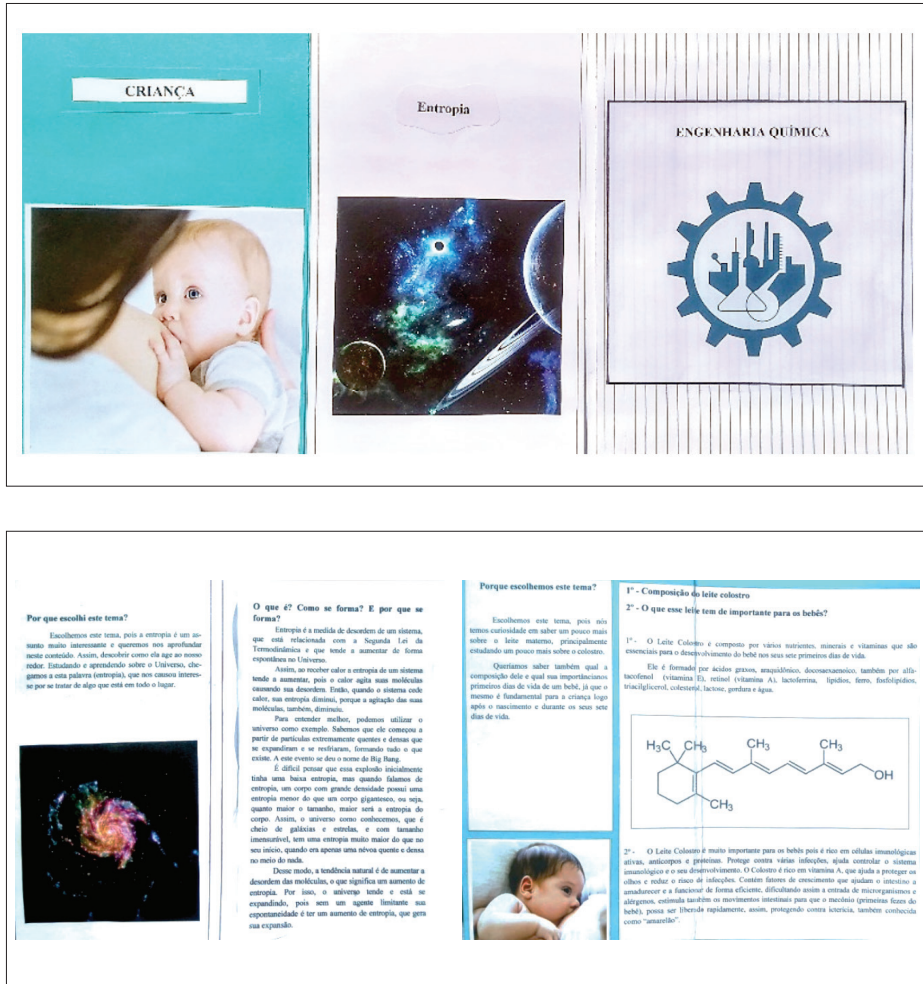 CRIANÇA
Entropia
ENGENHARIA QUÍMICA
Por que escolhi este tema?
Escolhemos este tema, pois a entropia é um as-
sunto muito interessante e queremos nos aprofundar
neste conteúdo. Assim, descobrir como ela age ao nosso
redor. Estudando e aprendendo sobre o Universo, che-
gamos a esta palavra (entropia), que nos causou interes-
se por se tratar de algo que está em todo o lugar.
O que é? Como se forma? E por que se
forma?
Entropia é a medida de desordem de um sistema,
que está relacionada com a Segunda Lei da
Termodinâmica e que tende a aumentar de forma
espontânea no Universo.
Assim, ao receber calor a entropia de um sistema
tende a aumentar, pois o calor agita suas moléculas
causando sua desordem. Então, quando o sistema cede
calor, sua entropia diminui, porque a agitação das suas
moléculas, também, diminuiu.
Para entender melhor, podemos utilizar o
universo como exemplo. Sabemos que ele começou a
partir de partículas extremamente quentes e densas que
se expandiram e se resfriaram, formando tudo o que
existe. A este evento se deu o nome de Big Bang.
É difícil pensar que essa explosão inicialmente
tinha uma baixa entropia, mas quando falamos de
entropia, um corpo com grande densidade possui uma
entropia menor do que um corpo gigantesco, ou seja,
quanto maior o tamanho, maior será a entropia do
corpo. Assim, o universo como conhecemos, que é
cheio de galáxias e estrelas, e com tamanho
imensurável, tem uma entropia muito maior do que no
seu início, quando era apenas uma névoa quente e densa
no meio do nada.
Desse modo, a tendência natural é de aumentar a
desordem das moléculas, o que significa um aumento de
entropia. Por isso, o universo tende e está se
expandindo, pois sem um agente limitante sua
espontaneidade é ter um aumento de entropia, que gera
sua expansão.
Porque escolhemos este tema?
Escolhemos este tema, pois nós
temos curiosidade em saber um pouco mais
sobre o leite materno, principalmente
estudando um pouco mais sobre o colostro.
Queríamos saber também qual a
composição dele e qual sua importâncianos
primeiros dias de vida de um bebê, já que o
mesmo é fundamental para a criança logo
após o nascimento e durante os seus sete
dias de vida.
1º - Composição do leite colostro
2º - O que esse leite tem de importante para os bebês?
1º - O Leite Colostro é composto por vários nutrientes, minerais e vitaminas que são
essenciais para o desenvolvimento do bebê nos seus sete primeiros dias de vida.
Ele é formado por ácidos graxos, araquidônico, docosaexaenoico, também por alfa-
tacofenol (vitamina E), retinol (vitamina A), lactoferrina, lipídios, ferro, fosfolipídios,
triacilglicerol, colesterol, lactose, gordura e água.
H₃C CH₃ CH₃ CH₃
OH
CH₃
2º - O Leite Colostro é muito importante para os bebês pois é rico em células imunológicas
ativas, anticorpos e proteínas. Protege contra várias infecções, ajuda controlar o sistema
imunológico e o seu desenvolvimento. O Colostro é rico em vitamina A, que ajuda a proteger os
olhos e reduz o risco de infecções. Contém fatores de crescimento que ajudam o intestino a
amadurecer e a funcionar de forma eficiente, dificultando assim a entrada de microrganismos e
alérgenos, estimula também os movimentos intestinais para que o mecônio (primeiras fezes do
bebê), possa ser liberada rapidamente, assim, protegendo contra icterícia, também conhecida
como "amarelão".